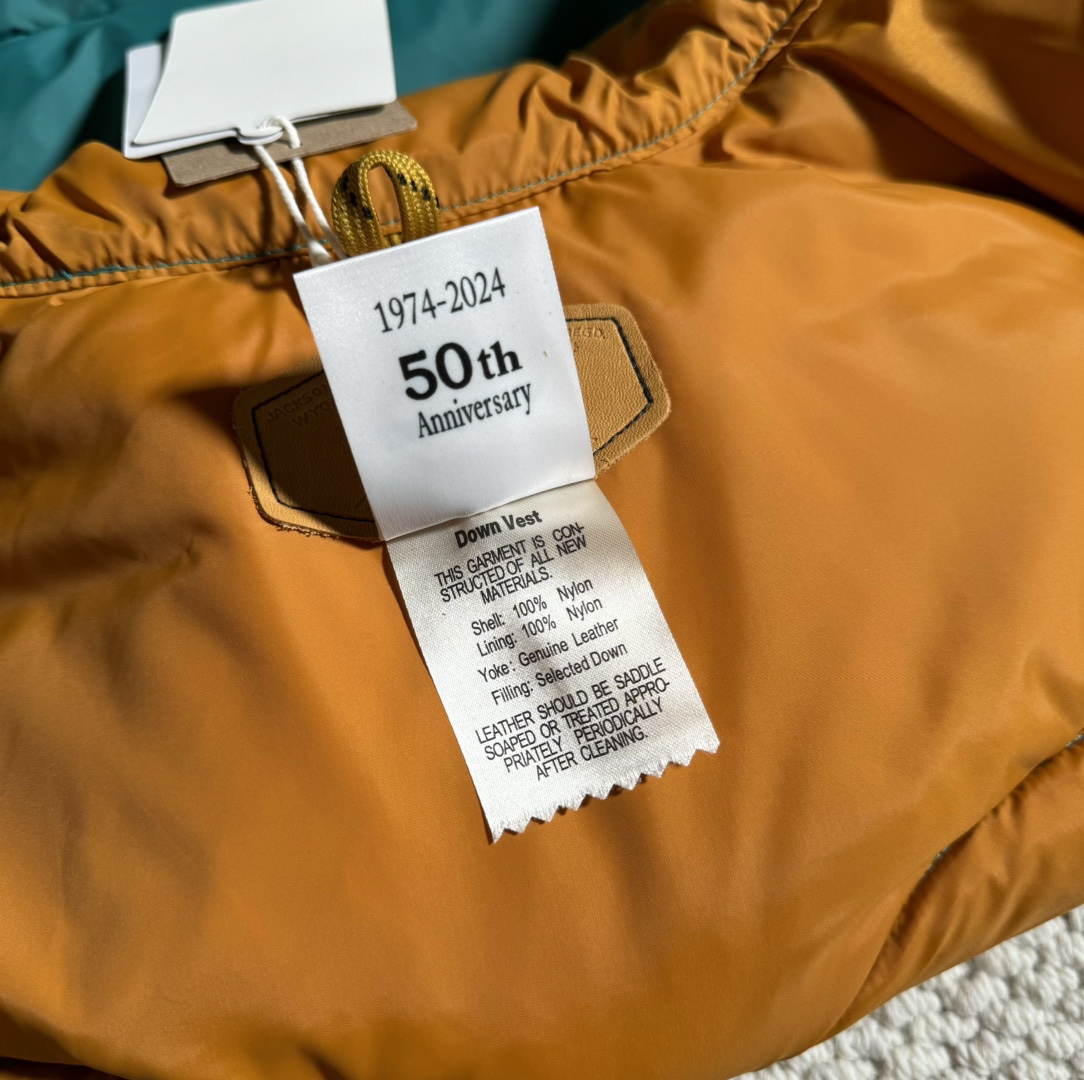 1974-2024
50th
Anniversary
Down Vest
THIS GARMENT IS CON-
STRUCTED OF ALL NEW
MATERIALS.
Shell: 100% Nylon
Lining: 100% Nylon
Yoke: Genuine Leather
Filling: Selected Down
LEATHER SHOULD BE SADDLE
SOAPED OR TREATED APPRO-
PRIATELY PERIODICALLY
AFTER CLEANING.